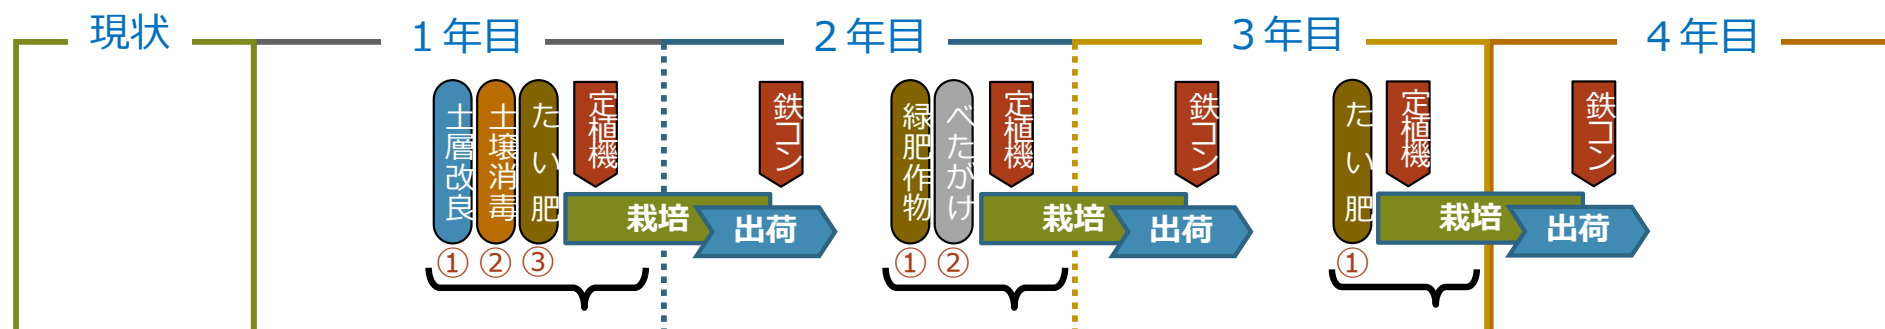 現状
1年目
2年目
3年目
4年目
土層改良
土壌消毒
たい肥
定植機
鉄コン
緑肥作物
べたがけ
定植機
鉄コン
たい肥
定植機
鉄コン
栽培
出荷
栽培
出荷
栽培
出荷
①
②
③
①
②
①